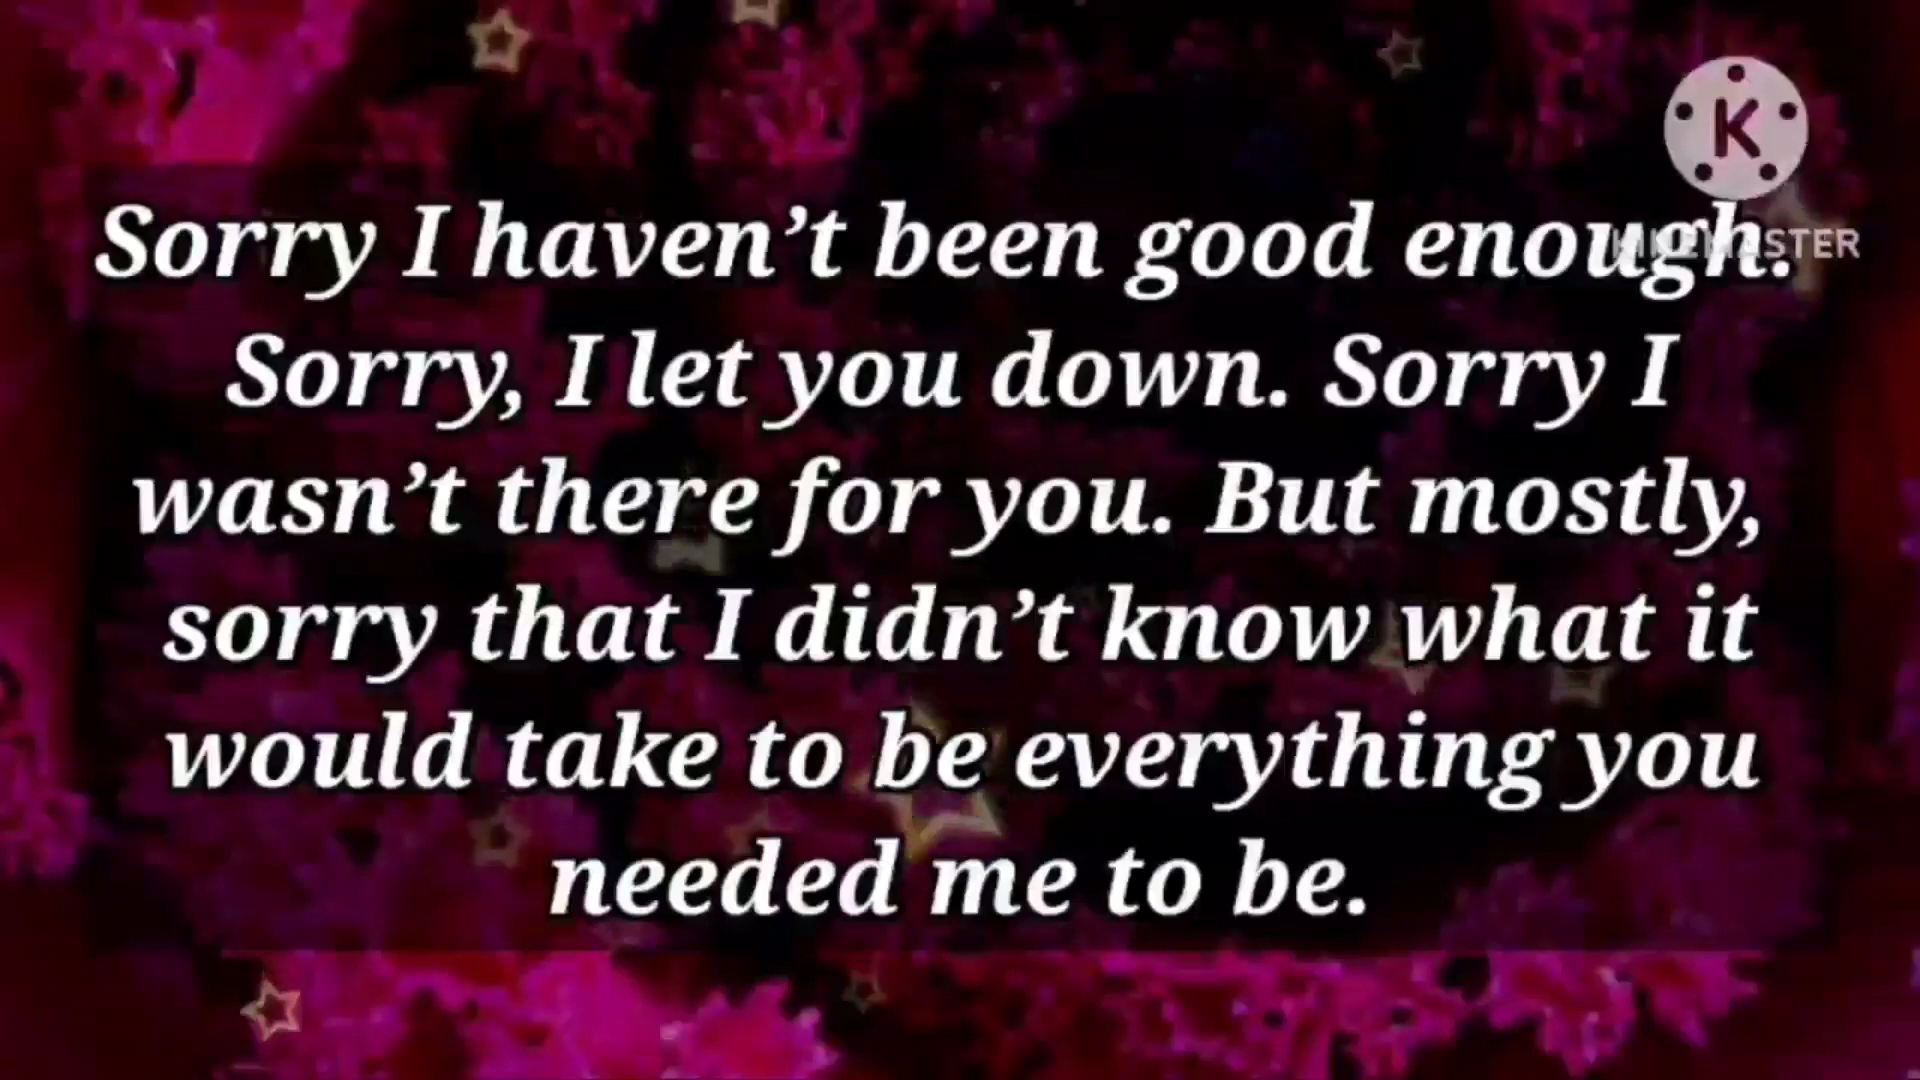 K
KINEMASTER
Sorry I haven’t been good enough.
Sorry, I let you down. Sorry I
wasn’t there for you. But mostly,
sorry that I didn’t know what it
would take to be everything you
needed me to be.